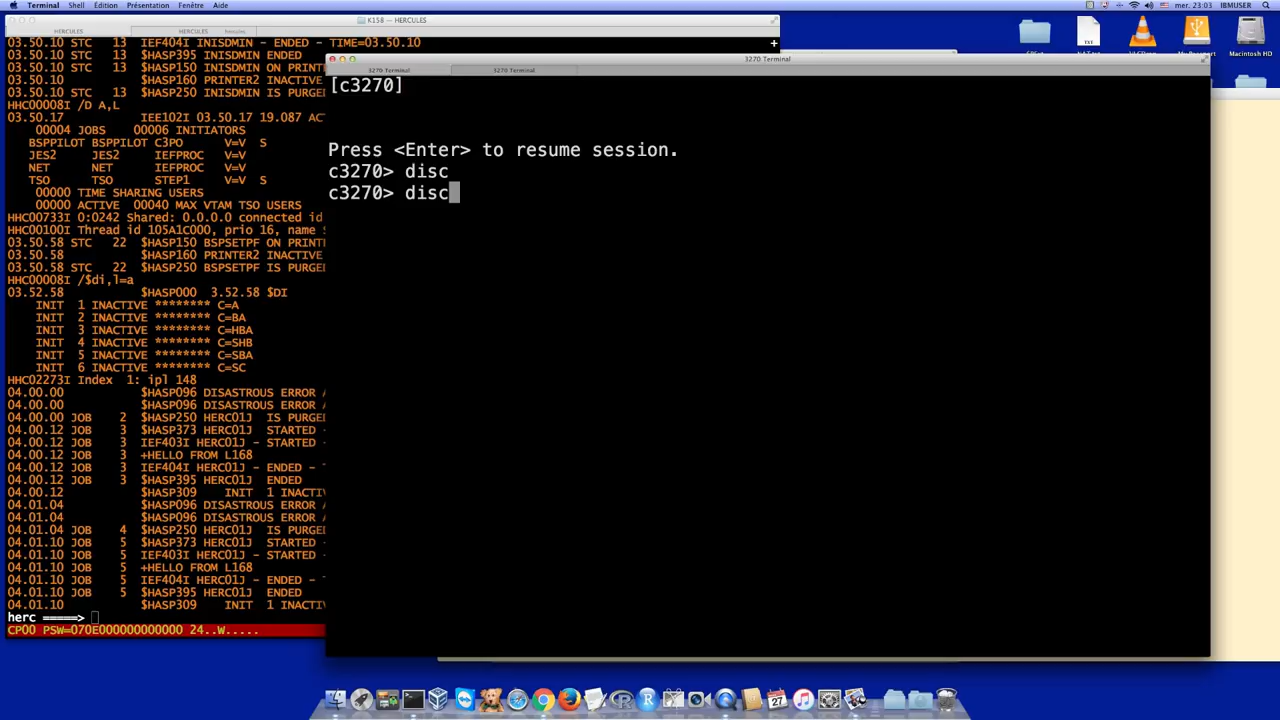 Terminal Shell Édition Présentation Fenêtre Aide
mer. 23:03 IBMUSER
K158 — HERCULES
HERCULES HERCULES hercules
03.50.10 STC 13 IEF404I INISDMIN - ENDED - TIME=03.50.10
03.50.10 STC 13 $HASP395 INISDMIN ENDED
03.50.10 STC 13 $HASP150 INISDMIN ON PRINT
03.50.10 $HASP160 PRINTER2 INACTIVE
03.50.10 STC 13 $HASP250 INISDMIN IS PURGE
HHC00008I /D A,L
03.50.17 IEE102I 03.50.17 19.087 AC
00004 JOBS 00006 INITIATORS
BSPPILOT BSPPILOT C3PO V=V S
JES2 JES2 IEFPROC V=V
NET NET IEFPROC V=V
TSO TSO STEP1 V=V S
00000 TIME SHARING USERS
00000 ACTIVE 00040 MAX VTAM TSO USERS
HHC00733I 0:0242 Shared: 0.0.0.0 connected id
HHC00100I Thread id 105A1C000, prio 16, name
03.50.58 STC 22 $HASP150 BSPSETPF ON PRINT
03.50.58 $HASP160 PRINTER2 INACTIVE
03.50.58 STC 22 $HASP250 BSPSETPF IS PURGE
HHC00008I /$di,l=a
03.52.58 $HASP000 3.52.58 $DI
INIT 1 INACTIVE ******** C=A
INIT 2 INACTIVE ******** C=BA
INIT 3 INACTIVE ******** C=HBA
INIT 4 INACTIVE ******** C=SHB
INIT 5 INACTIVE ******** C=SBA
INIT 6 INACTIVE ******** C=SC
HHC02273I Index 1: ipl 148
04.00.00 $HASP096 DISASTROUS ERROR
04.00.00 $HASP096 DISASTROUS ERROR
04.00.00 JOB 2 $HASP250 HERC01J IS PURGE
04.00.12 JOB 3 $HASP373 HERC01J STARTED -
04.00.12 JOB 3 IEF403I HERC01J - STARTED -
04.00.12 JOB 3 +HELLO FROM L168
04.00.12 JOB 3 IEF404I HERC01J - ENDED -
04.00.12 JOB 3 $HASP395 HERC01J ENDED
04.00.12 $HASP309 INIT 1 INACTI
04.01.04 $HASP096 DISASTROUS ERROR
04.01.04 $HASP096 DISASTROUS ERROR
04.01.04 JOB 4 $HASP250 HERC01J IS PURGE
04.01.10 JOB 5 $HASP373 HERC01J STARTED -
04.01.10 JOB 5 IEF403I HERC01J - STARTED -
04.01.10 JOB 5 +HELLO FROM L168
04.01.10 JOB 5 IEF404I HERC01J - ENDED -
04.01.10 JOB 5 $HASP395 HERC01J ENDED
04.01.10 $HASP309 INIT 1 INACTI
herc =====>
CP00 PSW=070E000000000000 24..W.....
3270 Terminal
3270 Terminal 3270 Terminal
[c3270]
Press <Enter> to resume session.
c3270> disc
c3270> disc
Macintosh HD